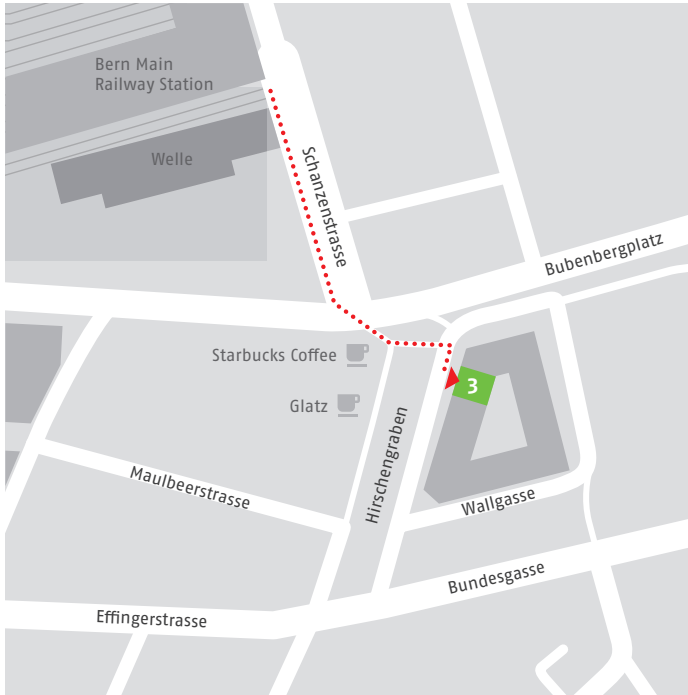 Bern Main
Railway Station
Welle
Schanzenstrasse
Bubenbergplatz
Starbucks Coffee
3
Glatz
Hirschengraben
Maulbeerstrasse
Wallgasse
Bundesgasse
Effingerstrasse